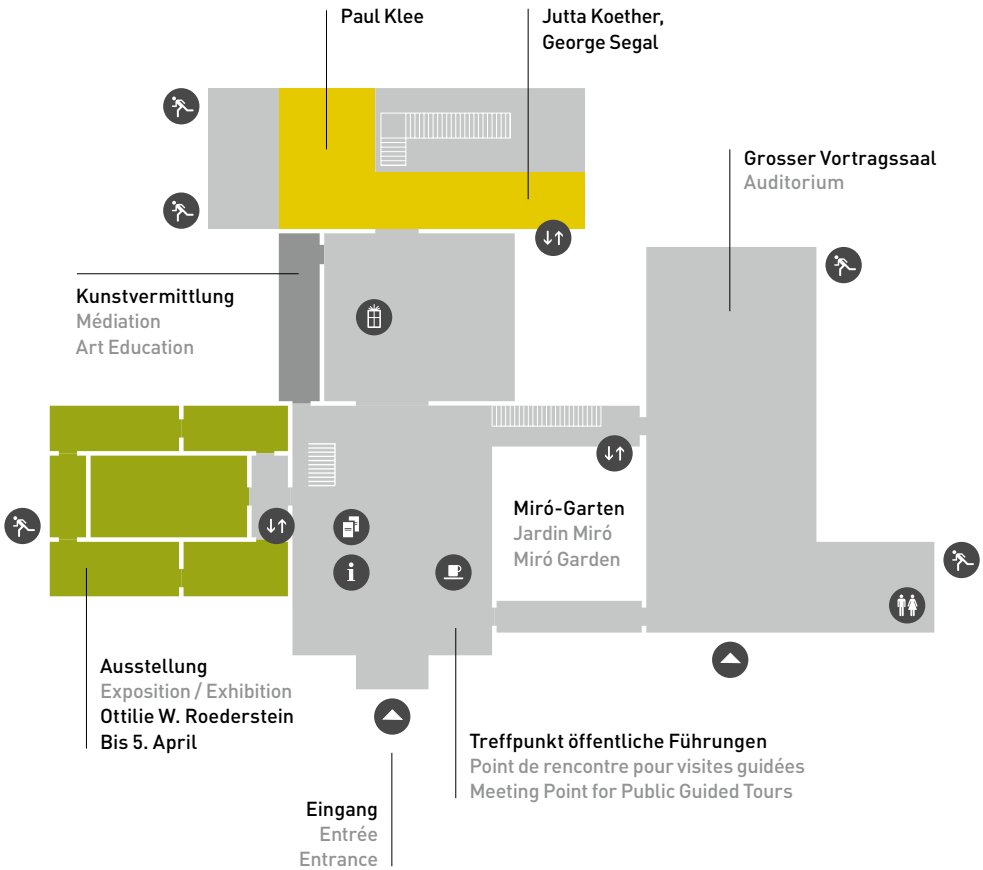 Paul Klee
Jutta Koether,
George Segal
Grosser Vortragssaal
Auditorium
Kunstvermittlung
Médiation
Art Education
Miró-Garten
Jardin Miró
Miró Garden
i
Ausstellung
Exposition / Exhibition
Ottilie W. Roederstein
Bis 5. April
Treffpunkt öffentliche Führungen
Point de rencontre pour visites guidées
Meeting Point for Public Guided Tours
Eingang
Entrée
Entrance